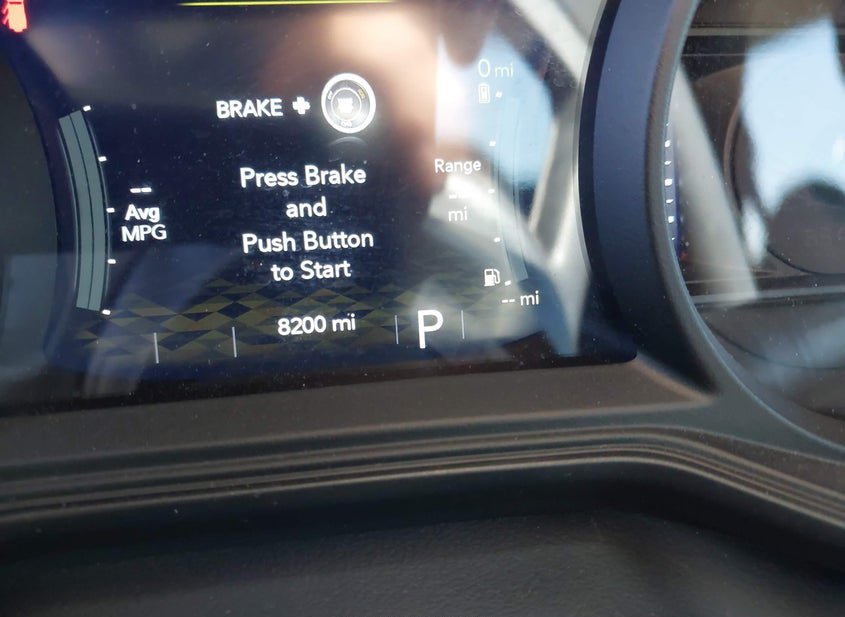 BRAKE +
0 mi
Press Brake
and
Push Button
to Start
--
Avg
MPG
Range
--
mi
-- mi
8200 mi
P